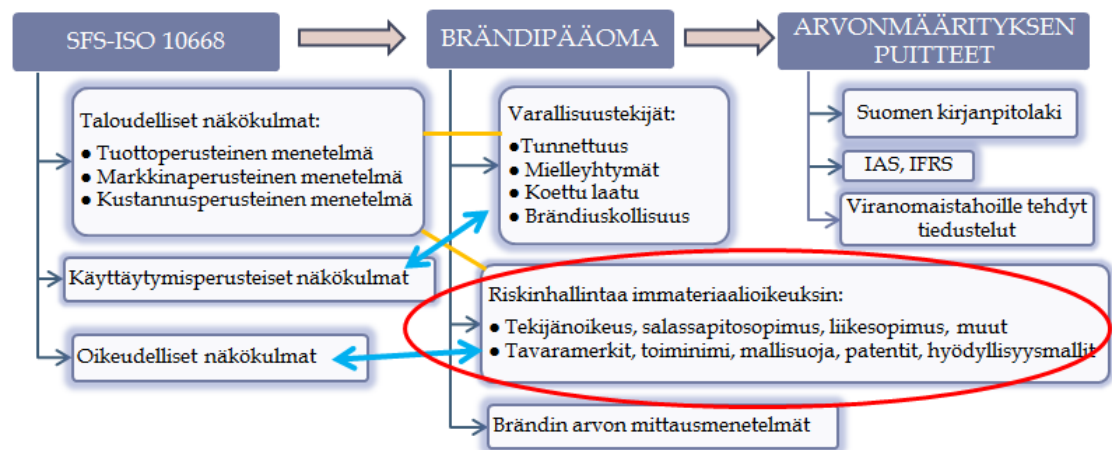 SFS-ISO 10668
Taloudelliset näkökulmat:
● Tuottoperusteinen menetelmä
● Markkinaperusteinen menetelmä
● Kustannusperusteinen menetelmä
Käyttäytymisperusteiset näkökulmat
Oikeudelliset näkökulmat
BRÄNDIPÄÄOMA
Varallisuustekijät:
●Tunnettuus
● Mielleyhtymät
● Koettu laatu
● Brändiuskollisuus
Riskinhallintaa immateriaalioikeuksin:
● Tekijänoikeus, salassapitosopimus, liikesopimus, muut
● Tavaramerkit, toiminimi, mallisuoja, patentit, hyödyllisyysmallit
Brändin arvon mittausmenetelmät
ARVONMÄÄRITYKSEN
PUITTEET
Suomen kirjanpitolaki
IAS, IFRS
Viranomaistahoille tehdyt
tiedustelut